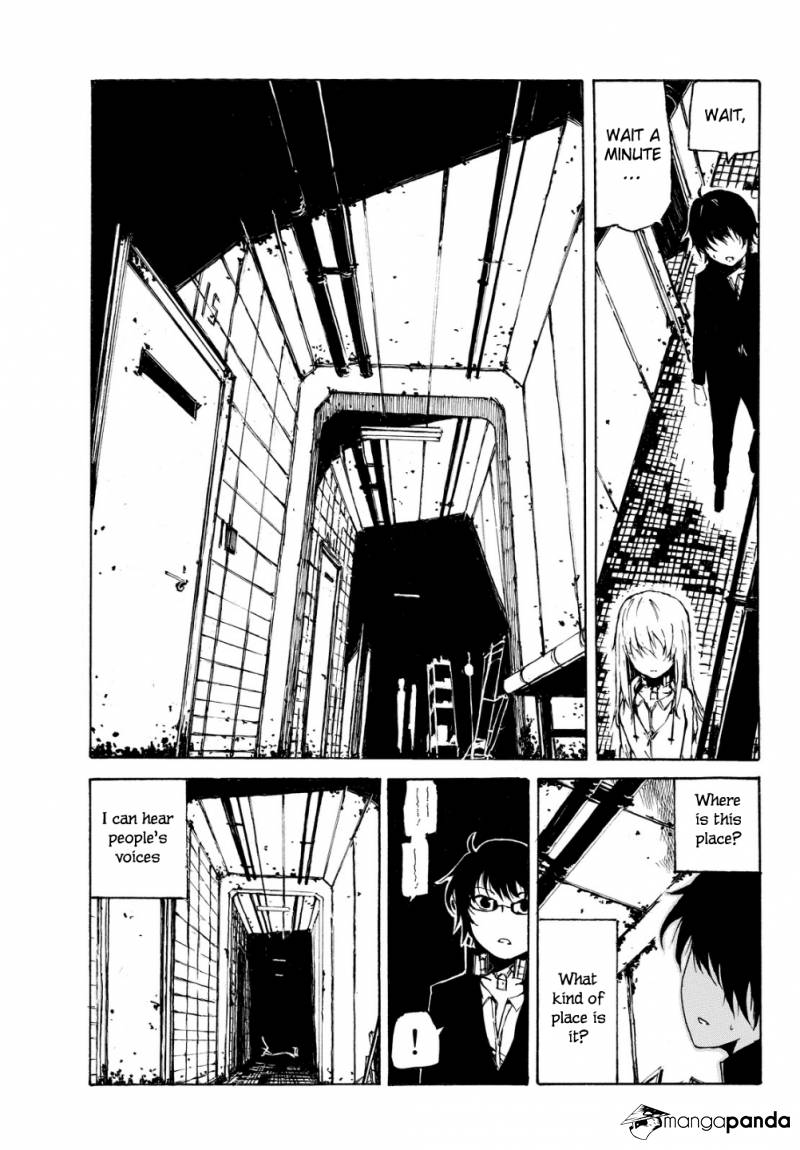 WAIT,
WAIT A
MINUTE
...
Where
is this
place?
What
kind of
place is
it?
!
I can hear
people's
voices
mangapanda